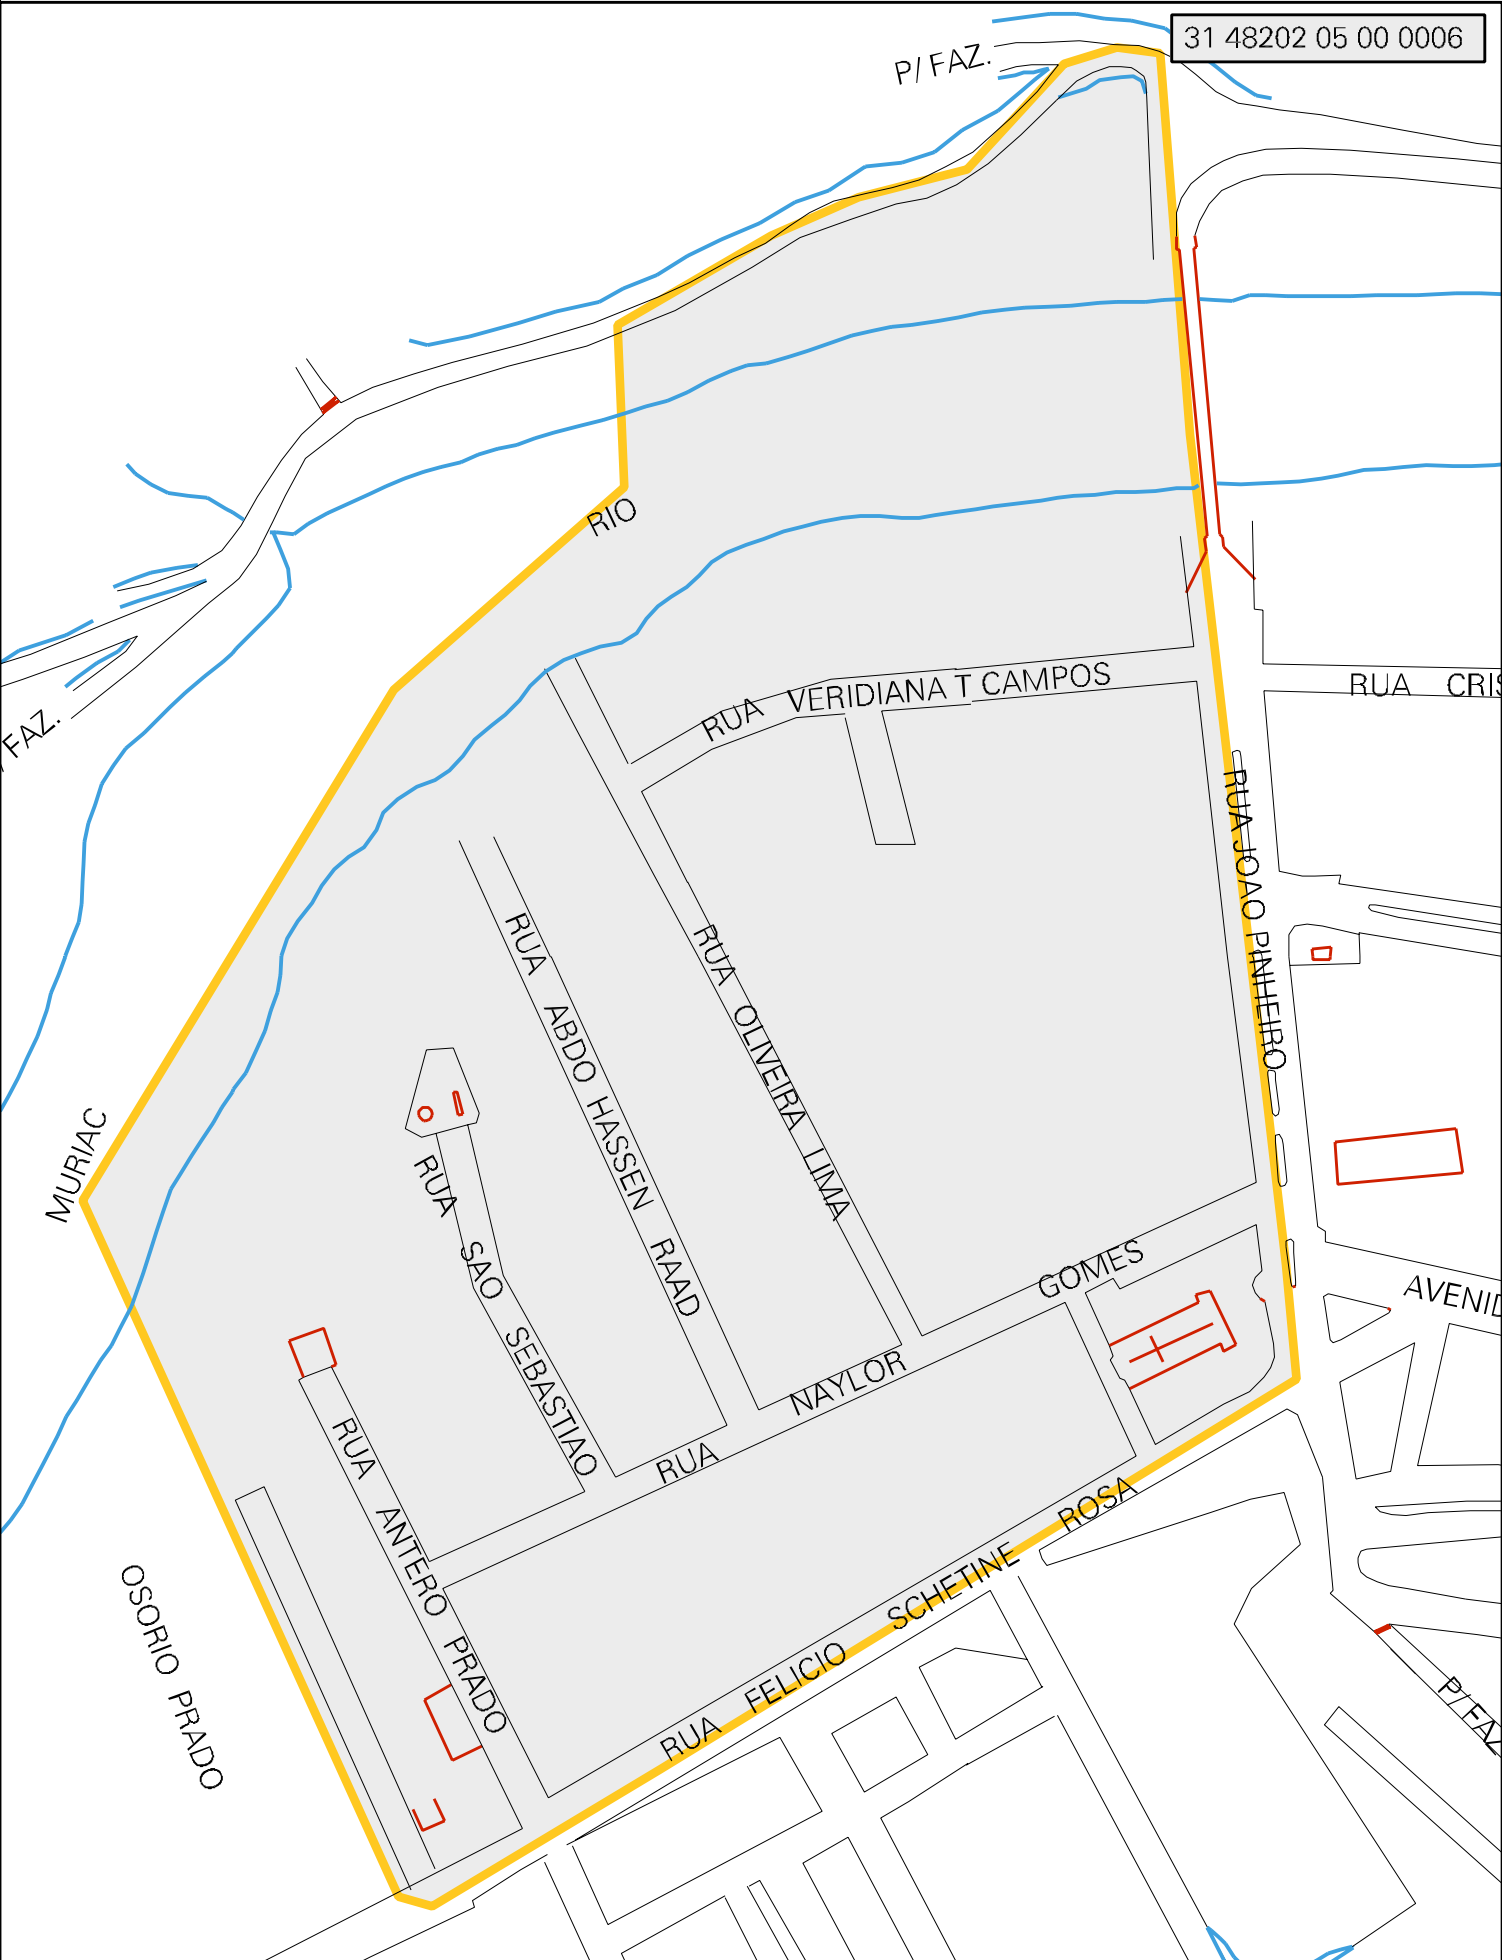 31 48202 05 00 0006
P/ FAZ.
RIO
RUA VERIDIANA T CAMPOS
RUA CRIS
FAZ.
RUA JOAO PINHEIRO
RUA ABDO HASSEN RAAD
RUA OLIVEIRA LIMA
MURIAC
RUA SAO SEBASTIAO
RUA NAYLOR GOMES
AVENID
RUA ANTERO PRADO
RUA FELICIO SCHETINE ROSA
OSORIO PRADO
P/ FAZ